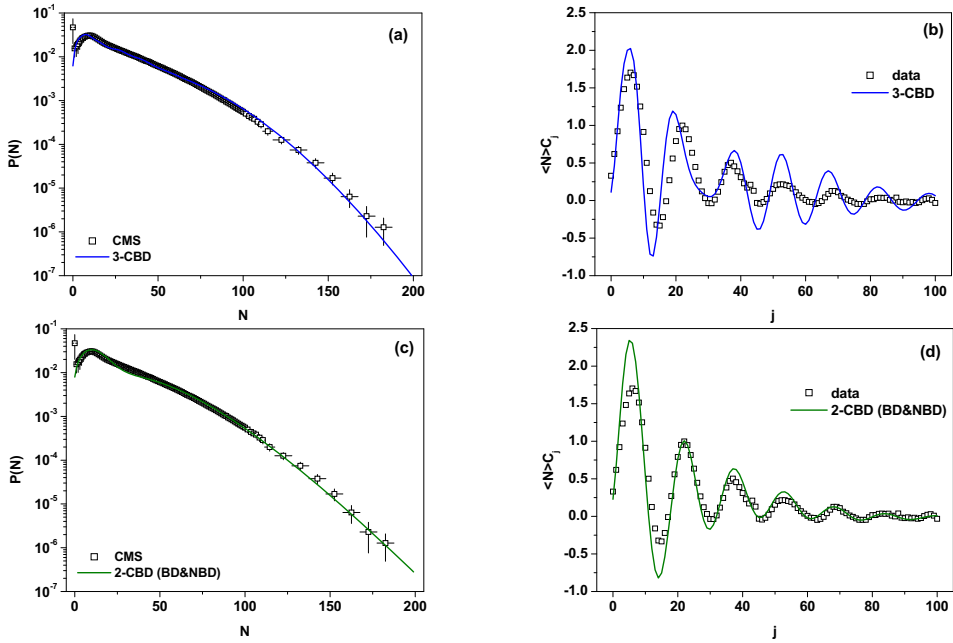 10⁻¹
10⁻²
10⁻³
10⁻⁴
10⁻⁵
10⁻⁶
10⁻⁷
P(N)
(a)
CMS
3-CBD
0 50 100 150 200
N
2.5
2.0
1.5
1.0
0.5
0.0
-0.5
-1.0
<N>C_j
(b)
data
3-CBD
0 20 40 60 80 100
j
10⁻¹
10⁻²
10⁻³
10⁻⁴
10⁻⁵
10⁻⁶
10⁻⁷
P(N)
(c)
CMS
2-CBD (BD&NBD)
0 50 100 150 200
N
2.5
2.0
1.5
1.0
0.5
0.0
-0.5
-1.0
<N>C_j
(d)
data
2-CBD (BD&NBD)
0 20 40 60 80 100
j